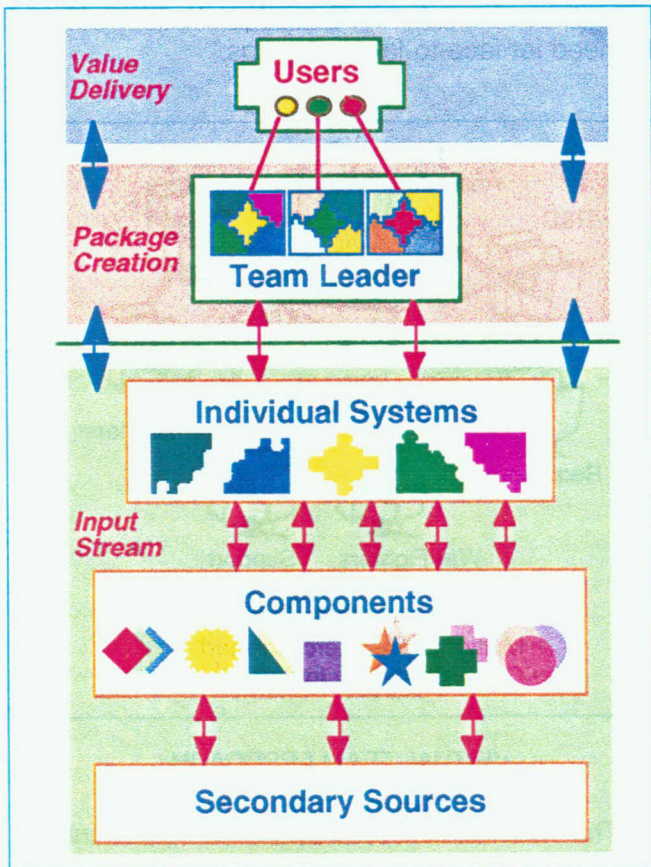 Value
Delivery
Users
Package
Creation
Team Leader
Individual Systems
Input
Stream
Components
Secondary Sources